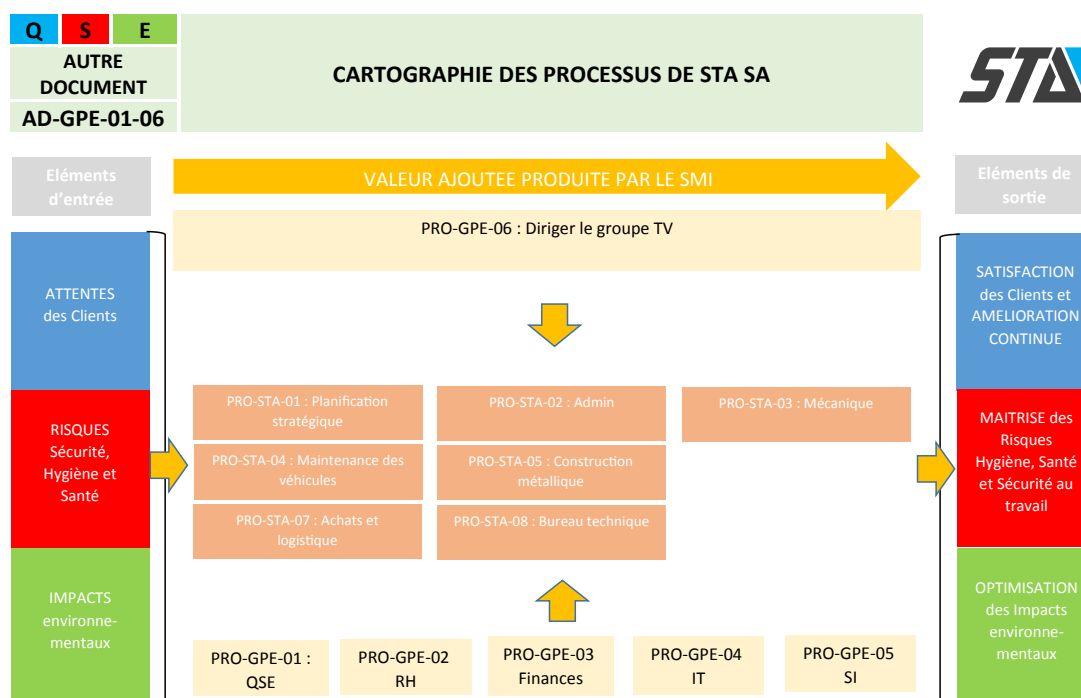 Q S E
AUTRE
DOCUMENT
AD-GPE-01-06
CARTOGRAPHIE DES PROCESSUS DE STA SA
STA
Eléments
d'entrée
VALEUR AJOUTEE PRODUITE PAR LE SMI
Eléments de
sortie
PRO-GPE-06 : Diriger le groupe TV
ATTENTES
des Clients
RISQUES
Sécurité,
Hygiène et
Santé
IMPACTS
environne-
mentaux
PRO-STA-01 : Planification
stratégique
PRO-STA-02 : Admin
PRO-STA-03 : Mécanique
PRO-STA-04 : Maintenance des
véhicules
PRO-STA-05 : Construction
métallique
PRO-STA-07 : Achats et
logistique
PRO-STA-08 : Bureau technique
SATISFACTION
des Clients et
AMELIORATION
CONTINUE
MAITRISE des
Risques
Hygiène, Santé
et Sécurité au
travail
OPTIMISATION
des Impacts
environne-
mentaux
PRO-GPE-01 :
QSE
PRO-GPE-02
RH
PRO-GPE-03
Finances
PRO-GPE-04
IT
PRO-GPE-05
SI